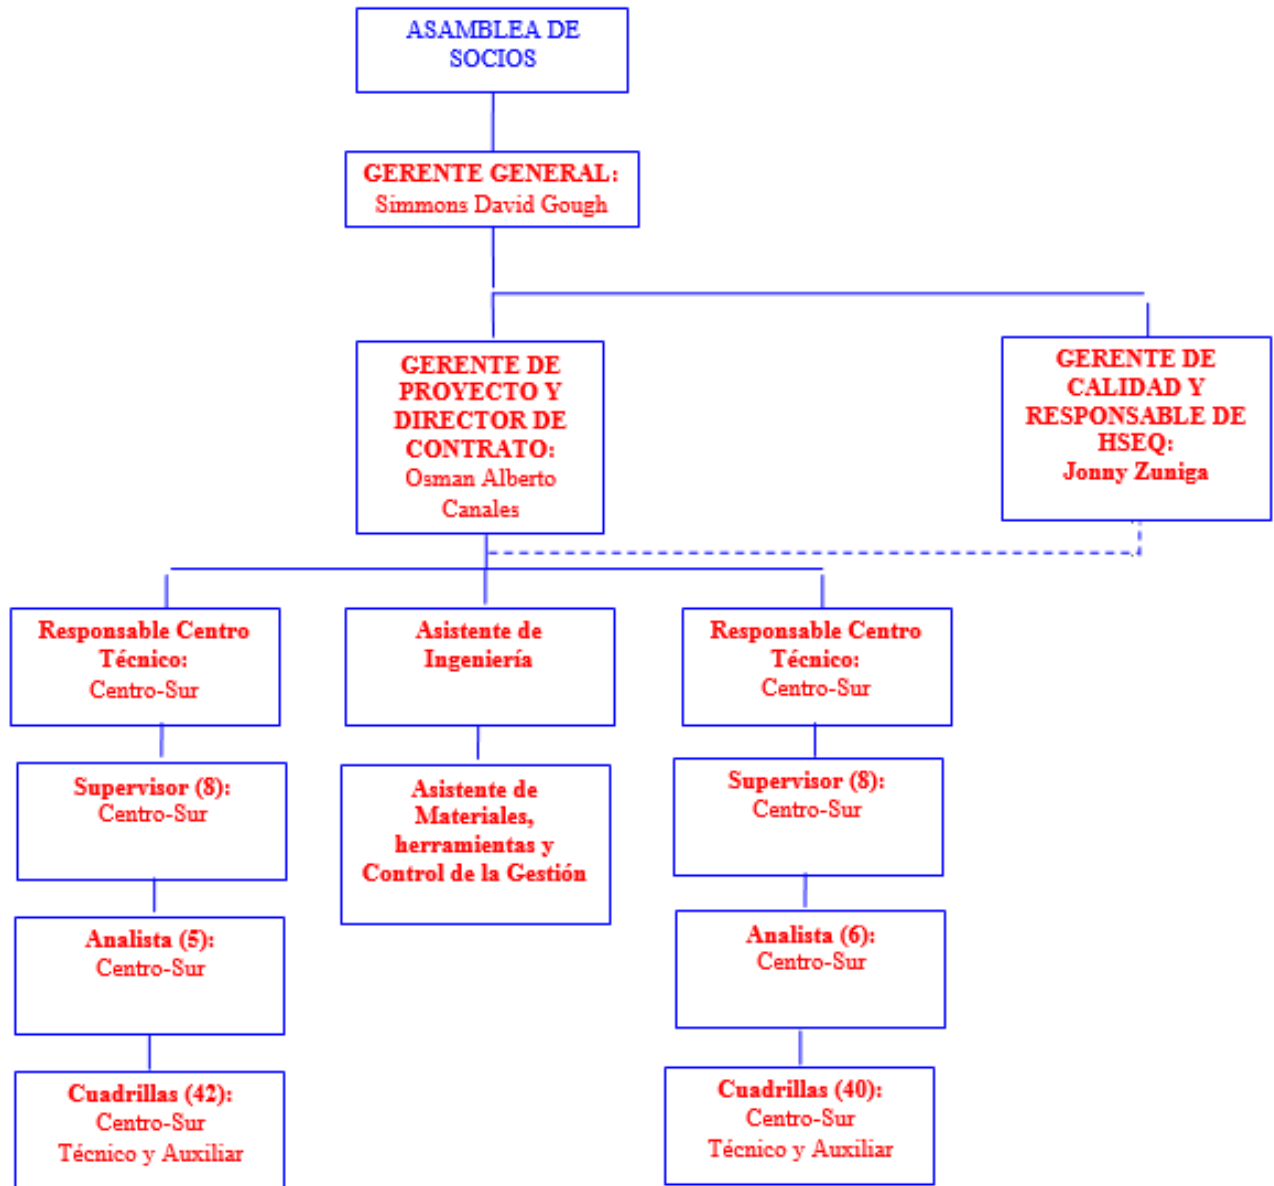 ASAMBLEA DE
SOCIOS
GERENTE GENERAL:
Simmons David Gough
GERENTE DE
PROYECTO Y
DIRECTOR DE
CONTRATO:
Osman Alberto
Canales
GERENTE DE
CALIDAD Y
RESPONSABLE DE
HSEQ:
Jonny Zuniga
Responsable Centro
Técnico:
Centro-Sur
Asistente de
Ingeniería
Responsable Centro
Técnico:
Centro-Sur
Supervisor (8):
Centro-Sur
Asistente de
Materiales,
herramientas y
Control de la Gestión
Supervisor (8):
Centro-Sur
Analista (5):
Centro-Sur
Analista (6):
Centro-Sur
Cuadrillas (42):
Centro-Sur
Técnico y Auxiliar
Cuadrillas (40):
Centro-Sur
Técnico y Auxiliar